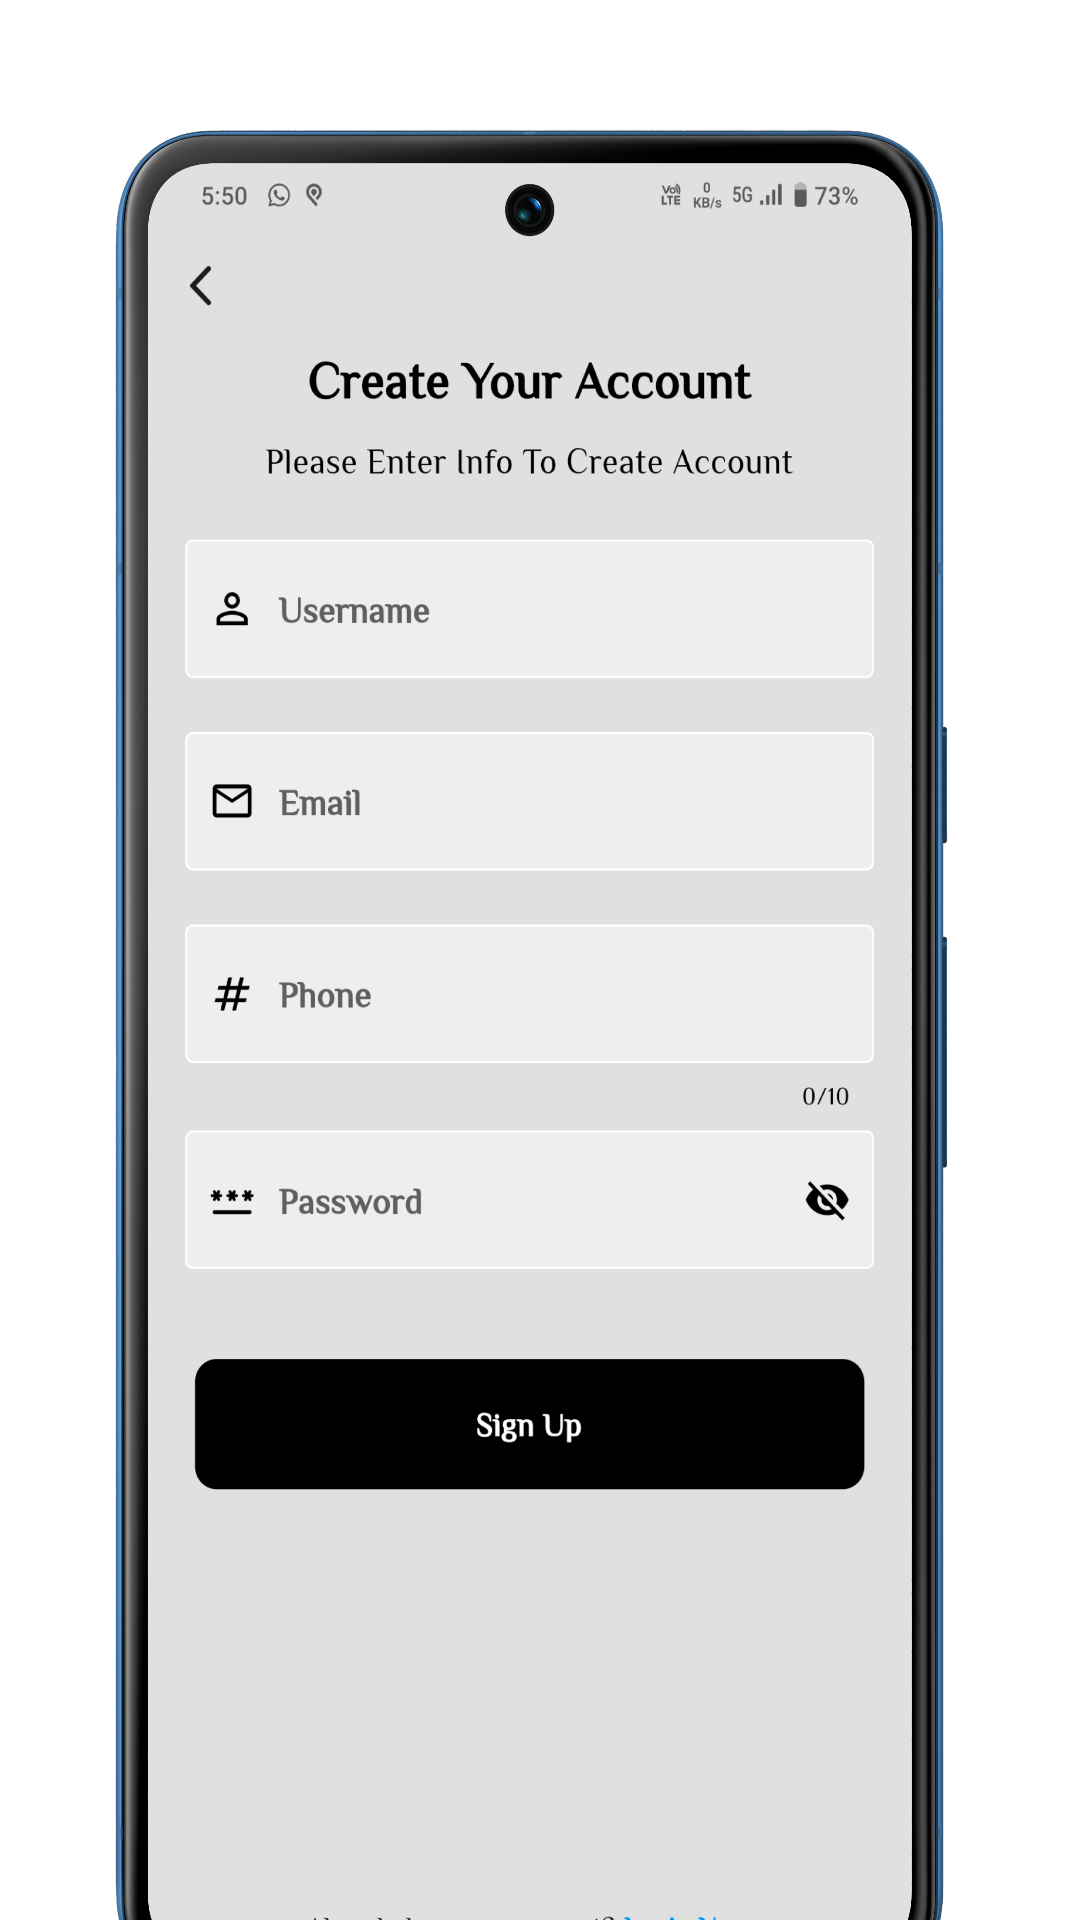 5:50 Vo)) LTE 0 KB/s 5G 73%
Create Your Account
Please Enter Info To Create Account
Username
Email
# Phone
0/10
*** Password
Sign Up